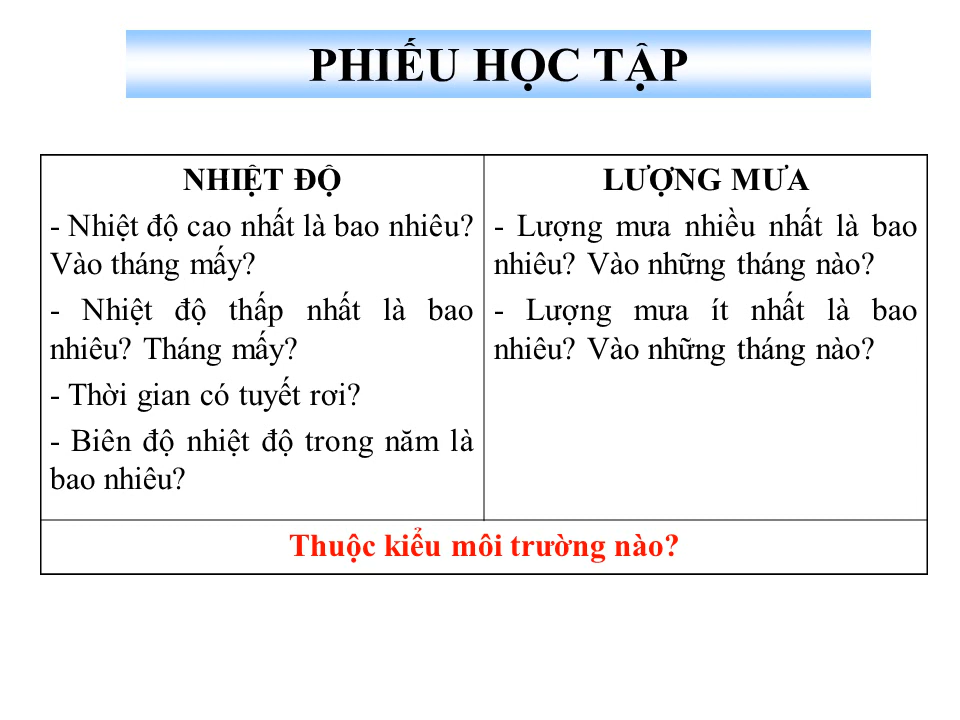 PHIẾU HỌC TẬP
NHIỆT ĐỘ
- Nhiệt độ cao nhất là bao nhiêu?
Vào tháng mấy?
- Nhiệt độ thấp nhất là bao
nhiêu? Tháng mấy?
- Thời gian có tuyết rơi?
- Biên độ nhiệt độ trong năm là
bao nhiêu?
LƯỢNG MƯA
- Lượng mưa nhiều nhất là bao
nhiêu? Vào những tháng nào?
- Lượng mưa ít nhất là bao
nhiêu? Vào những tháng nào?
Thuộc kiểu môi trường nào?